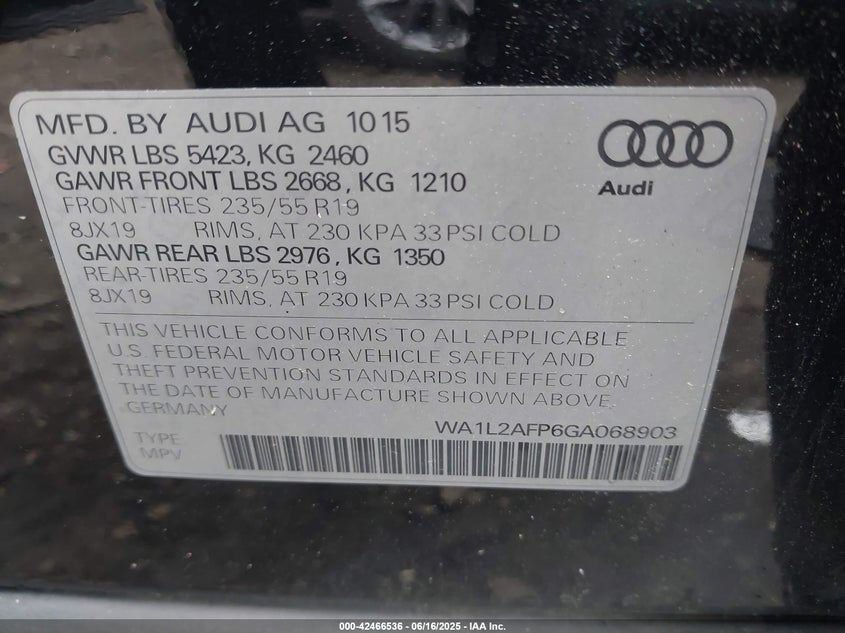 MFD. BY AUDI AG 1015
GVWR LBS 5423, KG 2460
GAWR FRONT LBS 2668, KG 1210
FRONT-TIRES 235/55 R19
8JX19 RIMS, AT 230 KPA 33 PSI COLD
GAWR REAR LBS 2976, KG 1350
REAR-TIRES 235/55 R19
8JX19 RIMS, AT 230 KPA 33 PSI COLD
Audi
THIS VEHICLE CONFORMS TO ALL APPLICABLE
U.S. FEDERAL MOTOR VEHICLE SAFETY AND
THEFT PREVENTION STANDARDS IN EFFECT ON
THE DATE OF MANUFACTURE SHOWN ABOVE.
GERMANY
WA1L2AFP6GA068903
TYPE
MPV
000-42466536 - 06/16/2025 - IAA Inc.